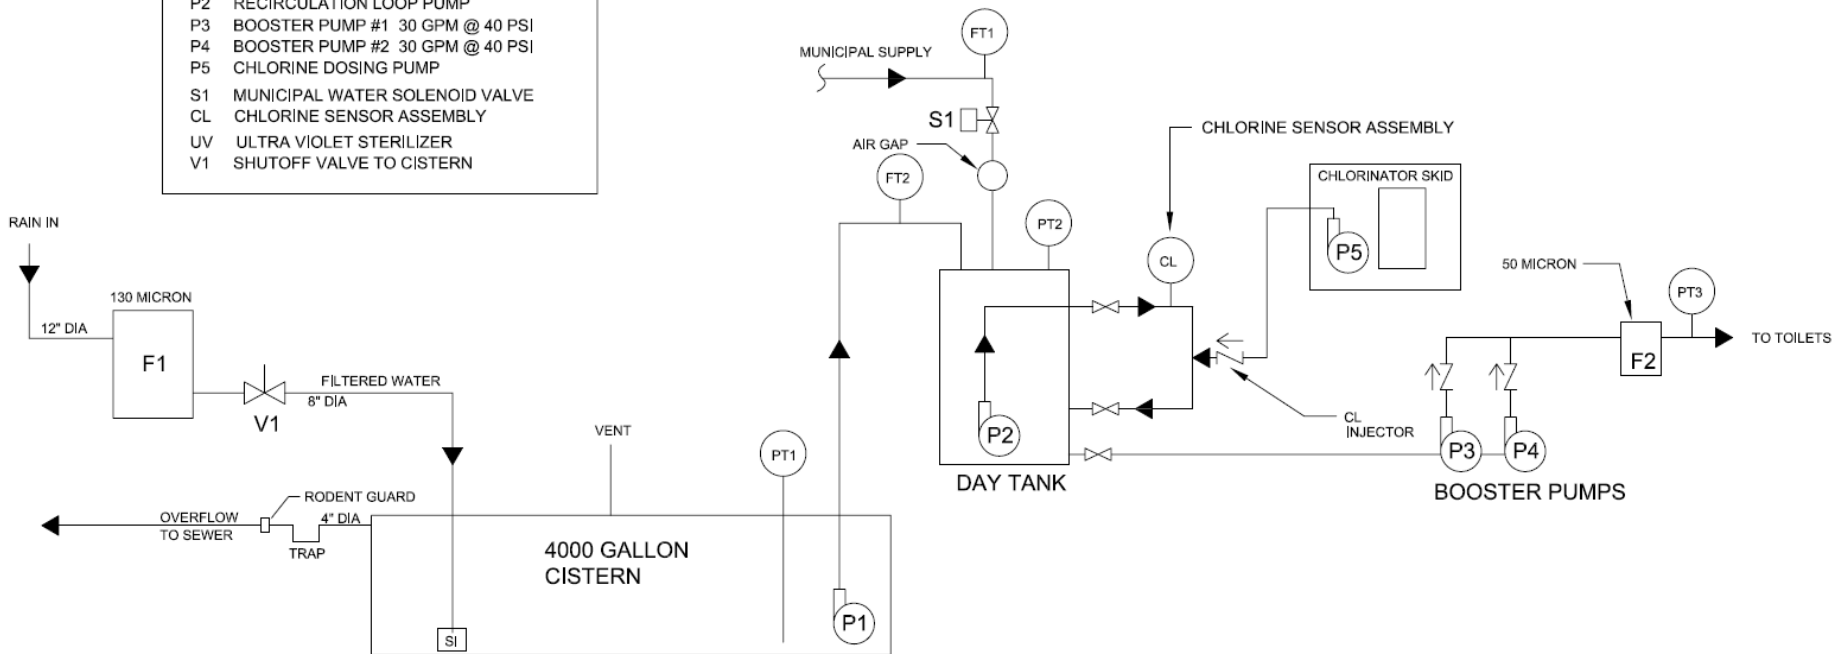 P2 RECIRCULATION LOOP PUMP
P3 BOOSTER PUMP #1 30 GPM @ 40 PSI
P4 BOOSTER PUMP #2 30 GPM @ 40 PSI
P5 CHLORINE DOSING PUMP
S1 MUNICIPAL WATER SOLENOID VALVE
CL CHLORINE SENSOR ASSEMBLY
UV ULTRA VIOLET STERILIZER
V1 SHUTOFF VALVE TO CISTERN
RAIN IN
12" DIA
130 MICRON
F1
V1
FILTERED WATER
8" DIA
OVERFLOW
TO SEWER
RODENT GUARD
TRAP
4" DIA
VENT
4000 GALLON
CISTERN
SI
PT1
P1
MUNICIPAL SUPPLY
FT1
S1
AIR GAP
FT2
PT2
P2
DAY TANK
CHLORINE SENSOR ASSEMBLY
CL
CHLORINATOR SKID
P5
CL
INJECTOR
P3
P4
BOOSTER PUMPS
50 MICRON
F2
PT3
TO TOILETS